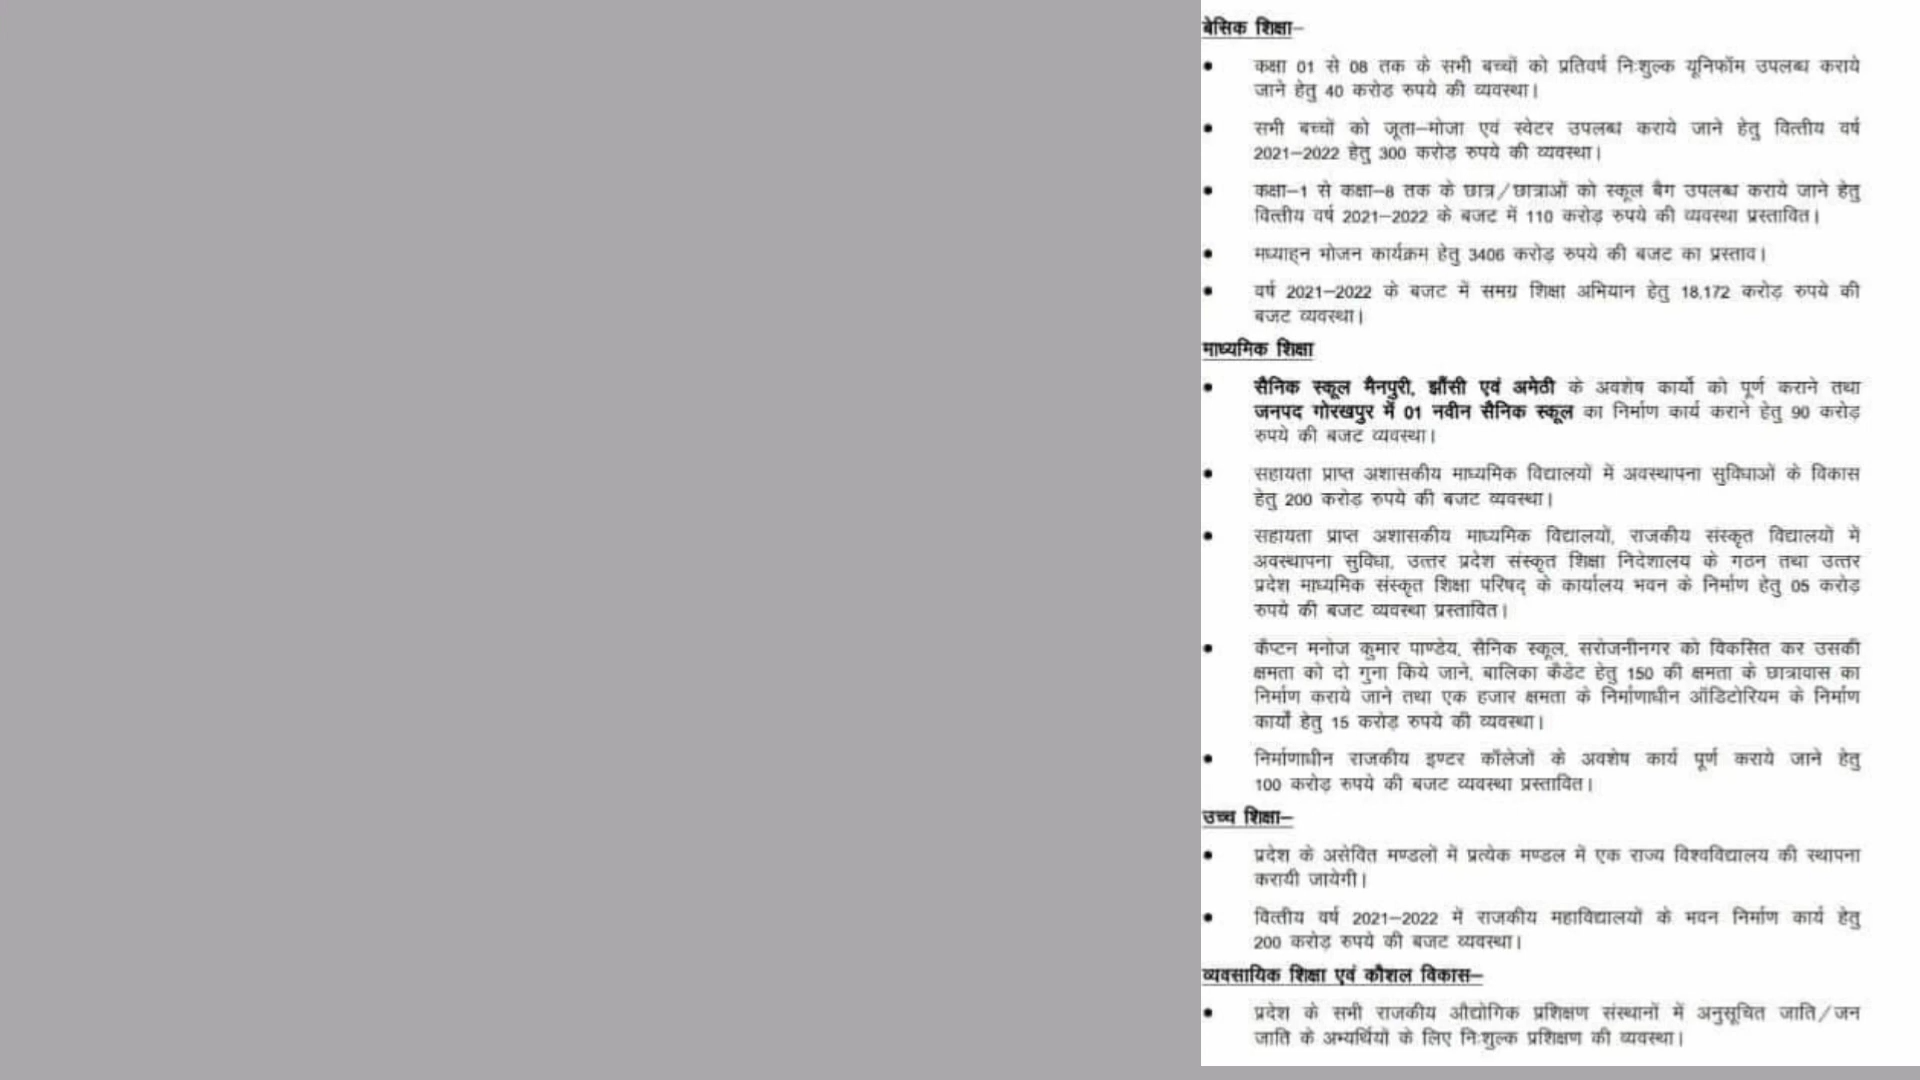 बेसिक शिक्षा–
• कक्षा 01 से 08 तक के सभी बच्चों को प्रतिवर्ष निःशुल्क यूनिफॉम उपलब्ध कराये
जाने हेतु 40 करोड़ रुपये की व्यवस्था।
• सभी बच्चों को जूता–मोजा एवं स्वेटर उपलब्ध कराये जाने हेतु वित्तीय वर्ष
2021–2022 हेतु 300 करोड़ रुपये की व्यवस्था।
• कक्षा–1 से कक्षा–8 तक के छात्र/छात्राओं को स्कूल बैग उपलब्ध कराये जाने हेतु
वित्तीय वर्ष 2021–2022 के बजट में 110 करोड़ रुपये की व्यवस्था प्रस्तावित।
• मध्याह्न भोजन कार्यक्रम हेतु 3406 करोड़ रुपये की बजट का प्रस्ताव।
• वर्ष 2021–2022 के बजट में समग्र शिक्षा अभियान हेतु 18,172 करोड़ रुपये की
बजट व्यवस्था।
माध्यमिक शिक्षा
• सैनिक स्कूल मैनपुरी, झाँसी एवं अमेठी के अवशेष कार्यो को पूर्ण कराने तथा
जनपद गोरखपुर में 01 नवीन सैनिक स्कूल का निर्माण कार्य कराने हेतु 90 करोड़
रुपये की बजट व्यवस्था।
• सहायता प्राप्त अशासकीय माध्यमिक विद्यालयों में अवस्थापना सुविधाओं के विकास
हेतु 200 करोड़ रुपये की बजट व्यवस्था।
• सहायता प्राप्त अशासकीय माध्यमिक विद्यालयों, राजकीय संस्कृत विद्यालयों में
अवस्थापना सुविधा, उत्तर प्रदेश संस्कृत शिक्षा निदेशालय के गठन तथा उत्तर
प्रदेश माध्यमिक संस्कृत शिक्षा परिषद् के कार्यालय भवन के निर्माण हेतु 05 करोड़
रुपये की बजट व्यवस्था प्रस्तावित।
• कैप्टन मनोज कुमार पाण्डेय, सैनिक स्कूल, सरोजनीनगर को विकसित कर उसकी
क्षमता को दो गुना किये जाने, बालिका कैडेट हेतु 150 की क्षमता के छात्रावास का
निर्माण कराये जाने तथा एक हजार क्षमता के निर्माणाधीन ऑडिटोरियम के निर्माण
कार्यों हेतु 15 करोड़ रुपये की व्यवस्था।
• निर्माणाधीन राजकीय इण्टर कॉलेजों के अवशेष कार्य पूर्ण कराये जाने हेतु
100 करोड़ रुपये की बजट व्यवस्था प्रस्तावित।
उच्च शिक्षा–
• प्रदेश के असेवित मण्डलों में प्रत्येक मण्डल में एक राज्य विश्वविद्यालय की स्थापना
करायी जायेगी।
• वित्तीय वर्ष 2021–2022 में राजकीय महाविद्यालयों के भवन निर्माण कार्य हेतु
200 करोड़ रुपये की बजट व्यवस्था।
व्यवसायिक शिक्षा एवं कौशल विकास–
• प्रदेश के सभी राजकीय औद्योगिक प्रशिक्षण संस्थानों में अनुसूचित जाति/जन
जाति के अभ्यर्थियों के लिए निःशुल्क प्रशिक्षण की व्यवस्था।